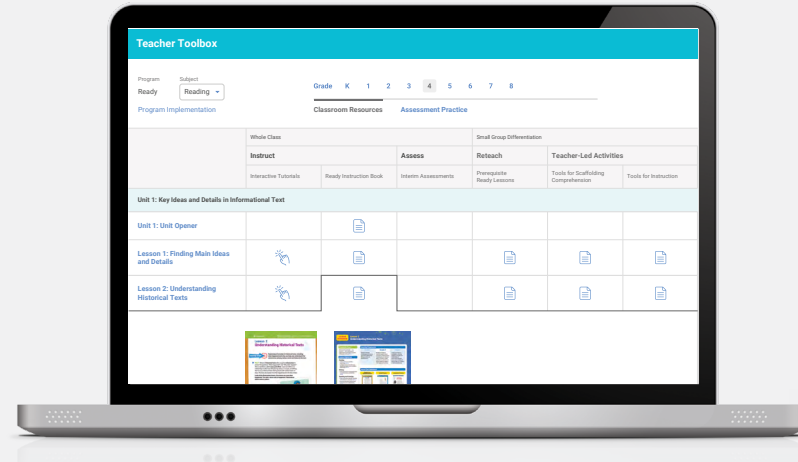 Teacher Toolbox
Program Subject
Ready Reading
Grade K 1 2 3 4 5 6 7 8
Program Implementation
Classroom Resources Assessment Practice
Whole Class Small Group Differentiation
Instruct Assess Reteach Teacher-Led Activities
Interactive Tutorials Ready Instruction Book Interim Assessments Prerequisite
Ready Lessons Tools for Scaffolding
Comprehension Tools for Instruction
Unit 1: Key Ideas and Details in Informational Text
Unit 1: Unit Opener
Lesson 1: Finding Main Ideas
and Details
Lesson 2: Understanding
Historical Texts
Understanding Historical Texts